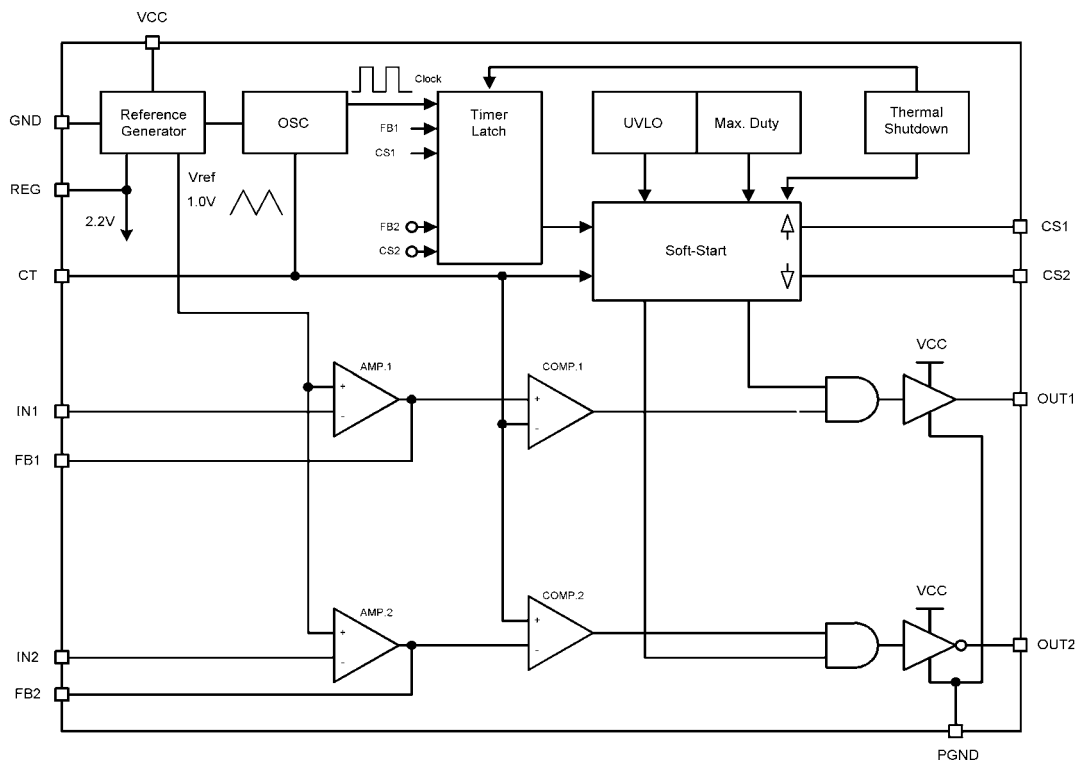 VCC
GND
Reference
Generator
OSC
Clock
FB1
CS1
FB2
CS2
Timer
Latch
UVLO
Max. Duty
Thermal
Shutdown
REG
2.2V
Vref
1.0V
CT
Soft-Start
CS1
CS2
AMP.1
+
-
COMP.1
+
-
VCC
IN1
FB1
OUT1
AMP.2
+
-
COMP.2
+
-
VCC
IN2
FB2
OUT2
PGND